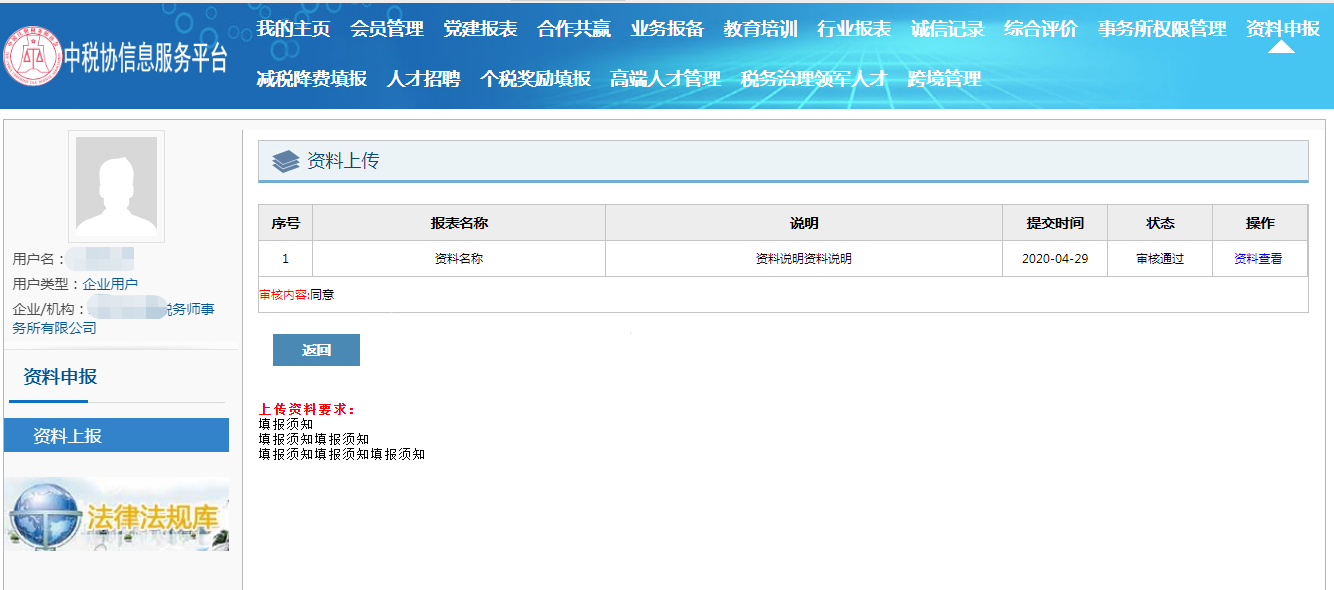 中税协信息服务平台
我的主页 会员管理 党建报表 合作共赢 业务报备 教育培训 行业报表 诚信记录 综合评价 事务所权限管理 资料申报
减税降费填报 人才招聘 个税奖励填报 高端人才管理 税务治理领军人才 跨境管理
用户名：
用户类型：企业用户
企业/机构： 税务师事
务所有限公司
资料申报
资料上报
法律法规库
资料上传
序号 报表名称 说明 提交时间 状态 操作
1 资料名称 资料说明资料说明 2020-04-29 审核通过 资料查看
审核内容:同意
返回
上传资料要求：
填报须知
填报须知填报须知
填报须知填报须知填报须知